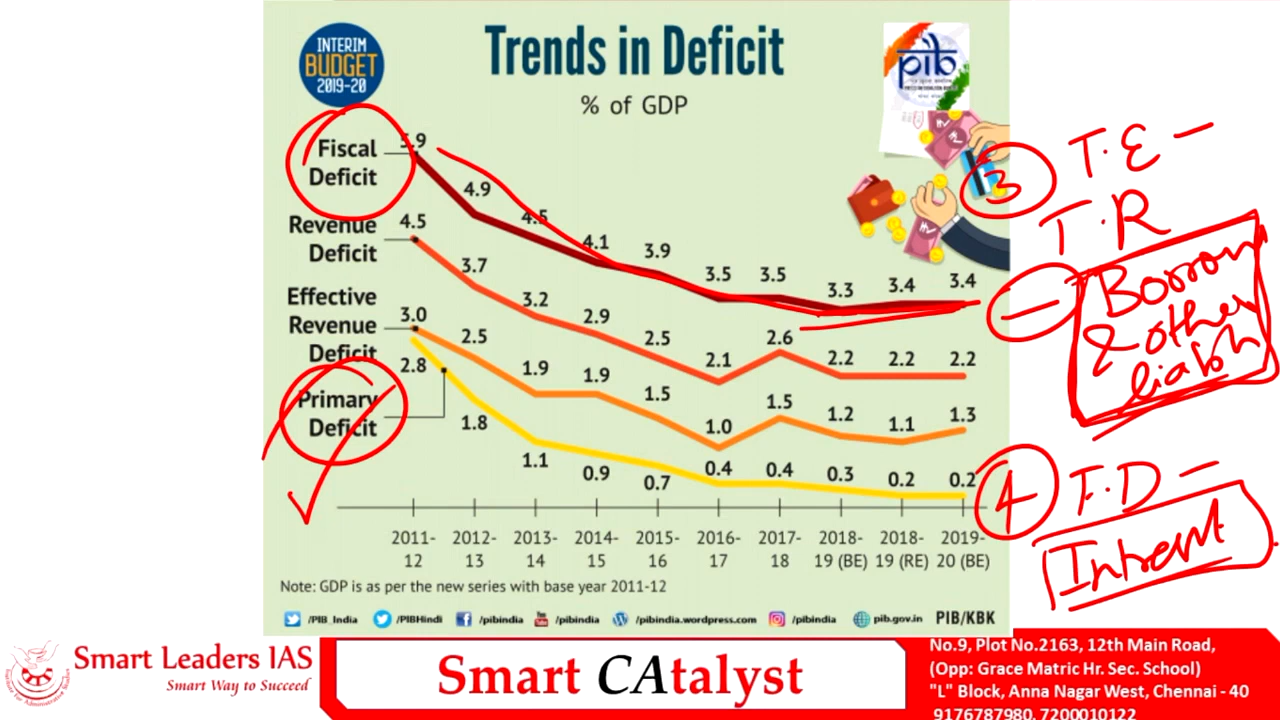 INTERIM
BUDGET
2019-20
Trends in Deficit
% of GDP
pib
Fiscal
Deficit
5.9
4.9
4.5
4.1
3.9
3.5
3.5
3.3
3.4
3.4
Revenue
Deficit
4.5
3.7
3.2
2.9
2.5
2.1
2.6
2.2
2.2
2.2
Effective
Revenue
Deficit
3.0
2.5
1.9
1.9
1.5
1.0
1.5
1.2
1.1
1.3
Primary
Deficit
2.8
1.8
1.1
0.9
0.7
0.4
0.4
0.3
0.2
0.2
2011-12
2012-13
2013-14
2014-15
2015-16
2016-17
2017-18
2018-19 (BE)
2018-19 (RE)
2019-20 (BE)
Note: GDP is as per the new series with base year 2011-12
/PIB_India /PIBHindi /pibindia /pibindia /pibindia.wordpress.com /pibindia pib.gov.in PIB/KBK
3 T.E –
T.R
– Borrow
& other
liab
4 F.D –
Interest
Smart Leaders IAS
Smart Way to Succeed
Smart CAtalyst
No.9, Plot No.2163, 12th Main Road,
(Opp: Grace Matric Hr. Sec. School)
"L" Block, Anna Nagar West, Chennai - 40
9176787980, 7200010122